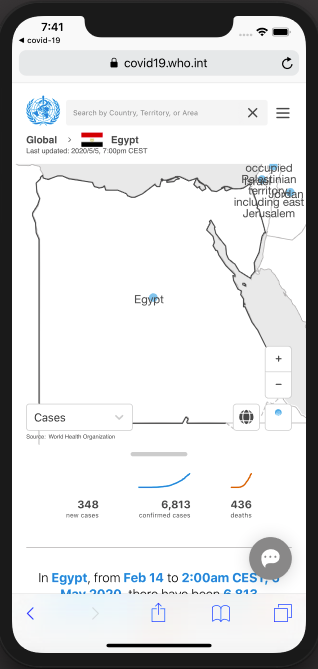 7:41
covid-19
covid19.who.int
Search by Country, Territory, or Area
Global > Egypt
Last updated: 2020/5/5, 7:00pm CEST
occupied
Palestinian
Israel
territory,
Jordan
including east
Jerusalem
Egypt
+
−
Cases
Source: World Health Organization
348 6,813 436
new cases confirmed cases deaths
In Egypt, from Feb 14 to 2:00am CEST, 5
May 2020, there have been 6,813